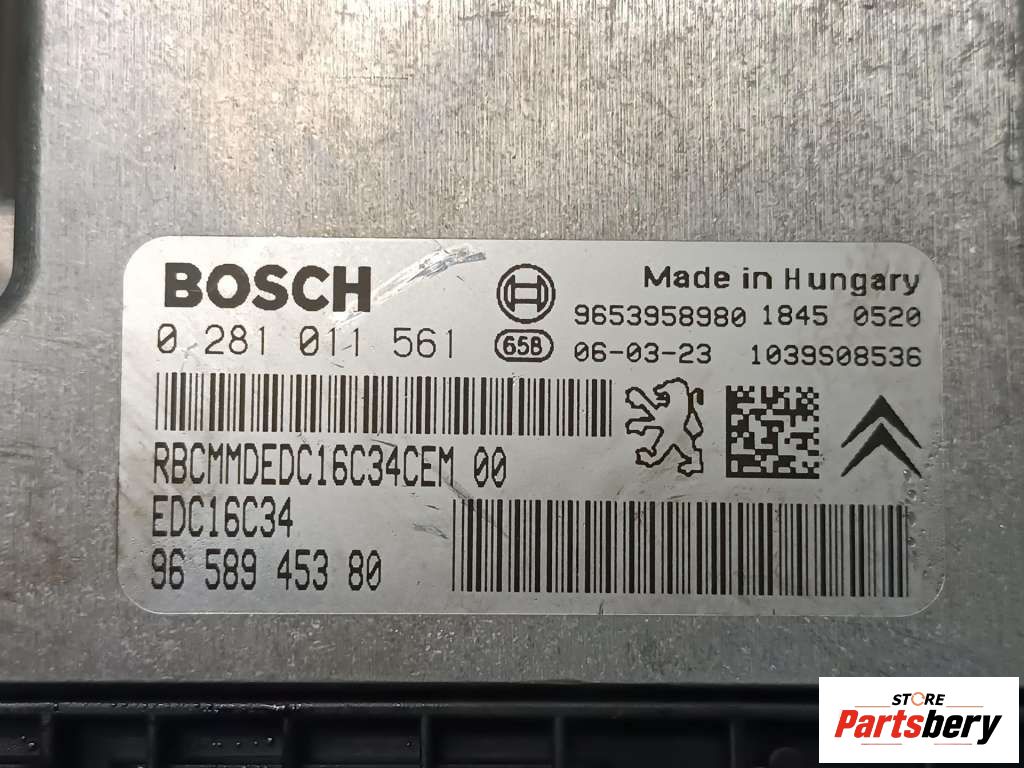 BOSCH
Made in Hungary
0 281 011 561
9653958980 1845 0520
658 06-03-23 1039S08536
RBCMMDEDC16C34CEM 00
EDC16C34
96 589 453 80
STORE
Partsbery